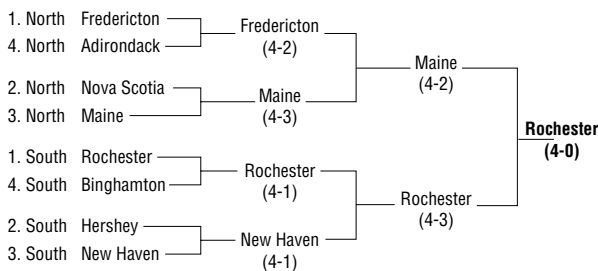 1. North Fredericton
4. North Adirondack
Fredericton
(4-2)
2. North Nova Scotia
3. North Maine
Maine
(4-3)
Maine
(4-2)
1. South Rochester
4. South Binghamton
Rochester
(4-1)
2. South Hershey
3. South New Haven
New Haven
(4-1)
Rochester
(4-3)
Rochester
(4-0)